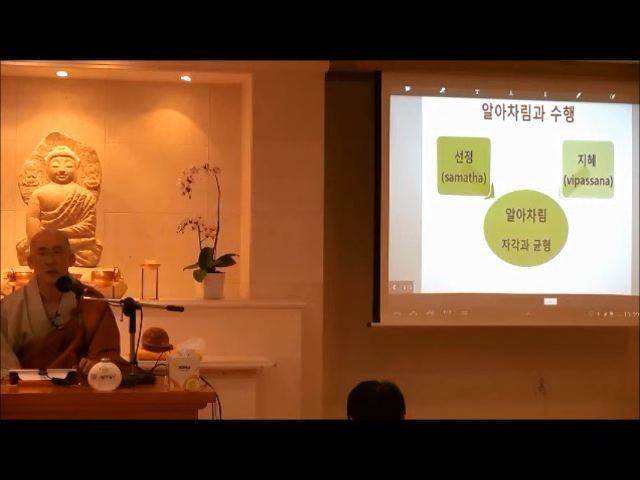 알아차림과 수행
선정
(samatha)
지혜
(vipassana)
알아차림
자각과 균형